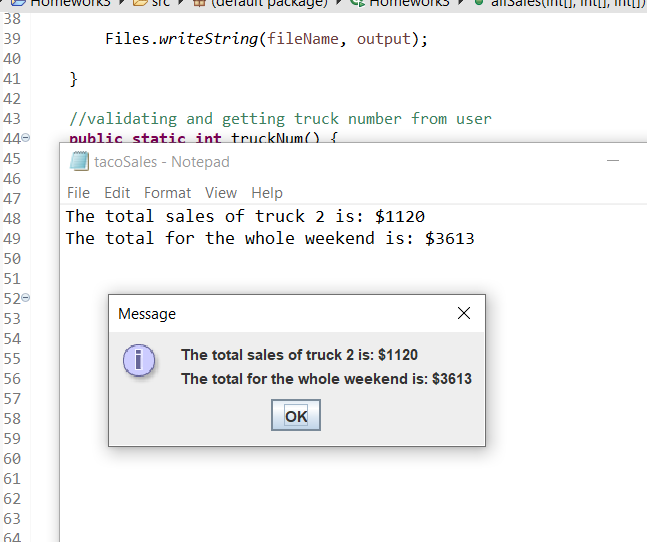 Homework3 src (default package) Homework3 allSales(int[], int[], int[])
38
39 Files.writeString(fileName, output);
40
41 }
42
43 //validating and getting truck number from user
44 public static int truckNum() {
45
tacoSales - Notepad
46
47 File Edit Format View Help
48 The total sales of truck 2 is: $1120
49 The total for the whole weekend is: $3613
50
51
52
53 Message
54
55 The total sales of truck 2 is: $1120
56 The total for the whole weekend is: $3613
57
58 OK
59
60
61
62
63
64